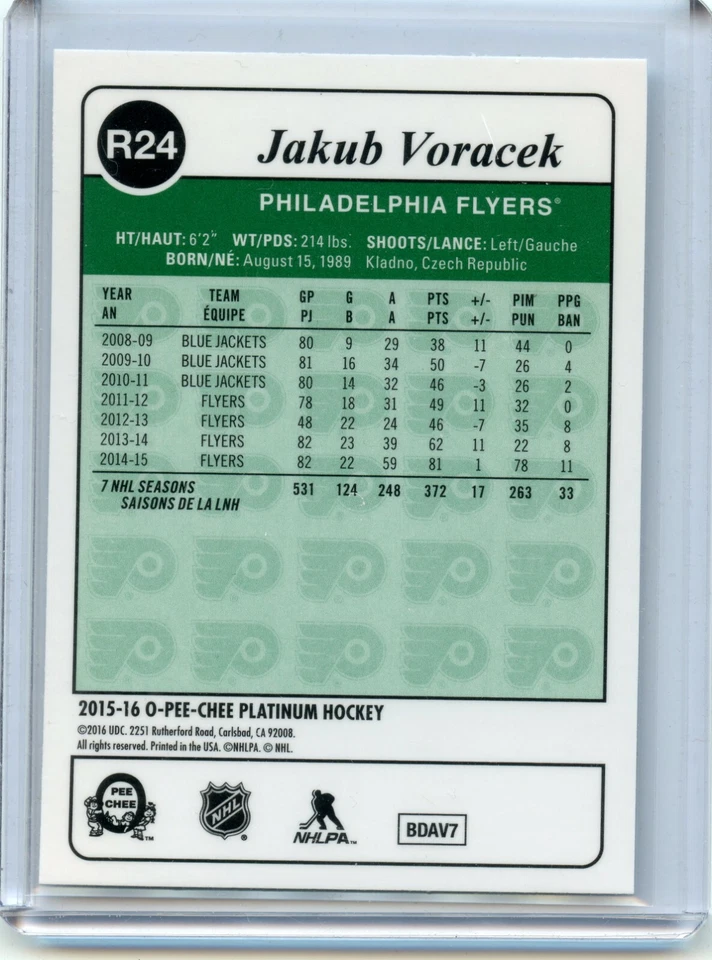 R24
Jakub Voracek
PHILADELPHIA FLYERS®
HT/HAUT: 6'2" WT/PDS: 214 lbs. SHOOTS/LANCE: Left/Gauche
BORN/NÉ: August 15, 1989 Kladno, Czech Republic
YEAR TEAM GP G A PTS +/- PIM PPG
AN ÉQUIPE PJ B A PTS +/- PUN BAN
2008-09 BLUE JACKETS 80 9 29 38 11 44 0
2009-10 BLUE JACKETS 81 16 34 50 -7 26 4
2010-11 BLUE JACKETS 80 14 32 46 -3 26 2
2011-12 FLYERS 78 18 31 49 11 32 0
2012-13 FLYERS 48 22 24 46 -7 35 8
2013-14 FLYERS 82 23 39 62 11 22 8
2014-15 FLYERS 82 22 59 81 1 78 11
7 NHL SEASONS 531 124 248 372 17 263 33
SAISONS DE LA LNH
2015-16 O-PEE-CHEE PLATINUM HOCKEY
©2016 UDC. 2251 Rutherford Road, Carlsbad, CA 92008.
All rights reserved. Printed in the USA. ©NHLPA. © NHL.
PEE
CHEE
TM
NHL
®
NHLPA™
BDAV7